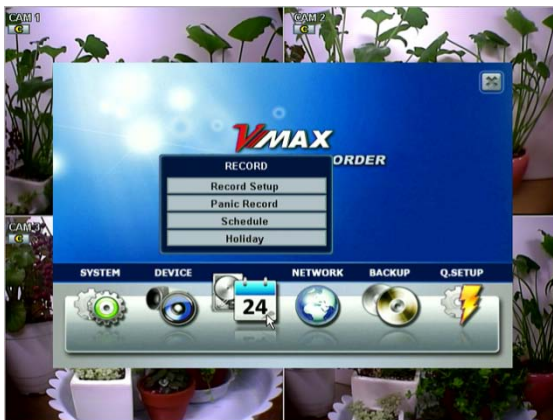 CAM 1
C
CAM 2
C
VMAX
ORDER
RECORD
Record Setup
Panic Record
Schedule
Holiday
CAM 3
C
SYSTEM DEVICE NETWORK BACKUP Q.SETUP
24